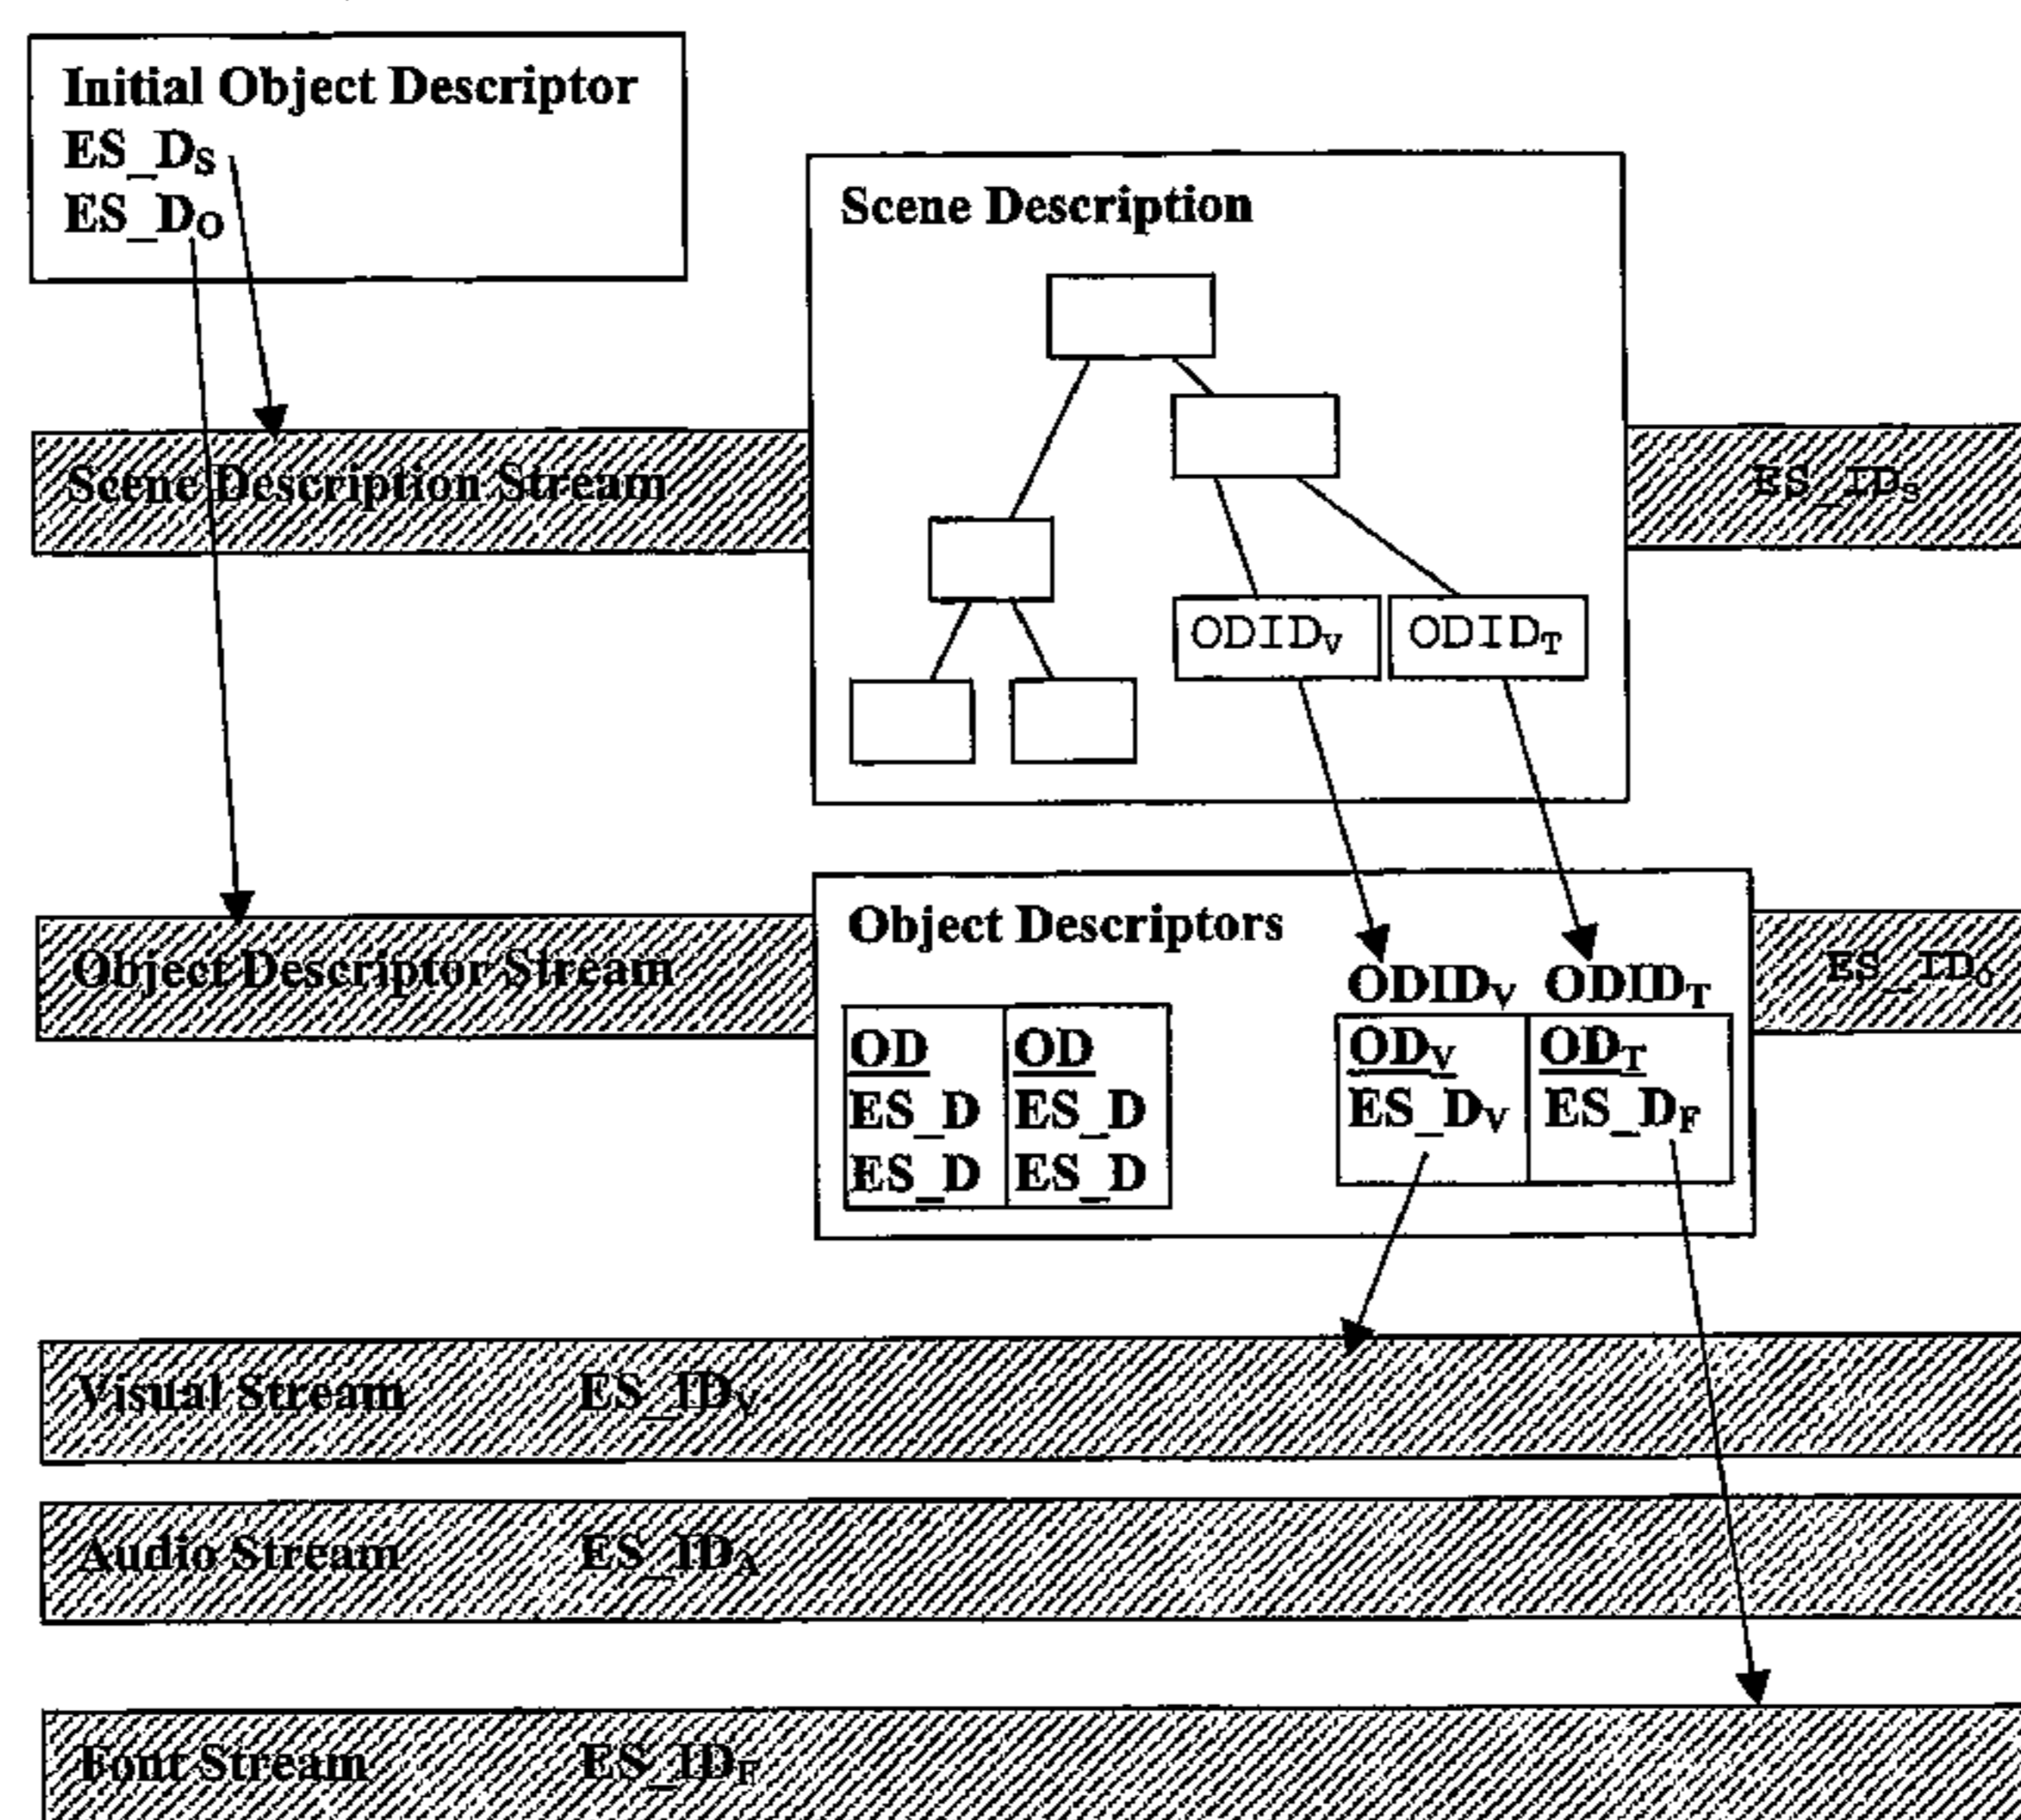 Initial Object Descriptor
ES_DS
ES_DO
Scene Description
Scene Description Stream
ES_IDS
ODIDV
ODIDT
Object Descriptors
Object Descriptor Stream
ES_IDO
ODIDV ODIDT
OD OD
ES_D ES_D
ES_D ES_D
ODV ODT
ES_DV ES_DF
Visual Stream ES_IDV
Audio Stream ES_IDA
Font Stream ES_IDF